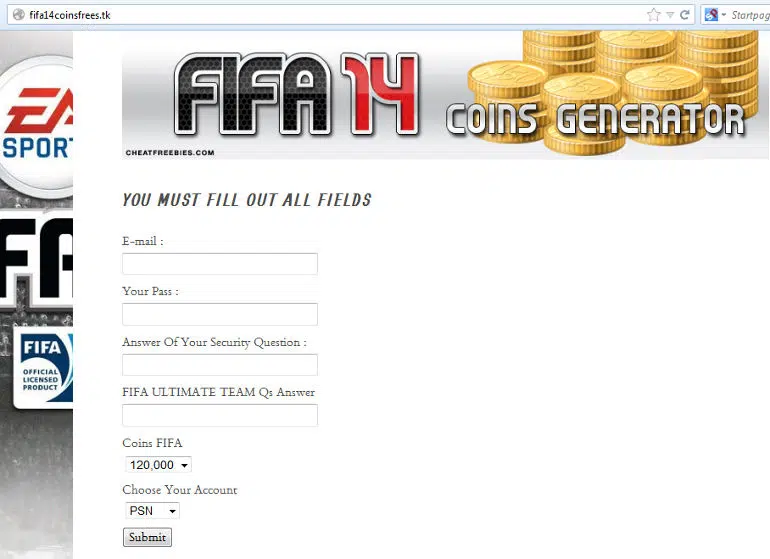 fifa14coinsfrees.tk
Startpag
EA
SPORT
FIFA 14 COINS GENERATOR
CHEATFREEBIES.COM
YOU MUST FILL OUT ALL FIELDS
E-mail :
Your Pass :
Answer Of Your Security Question :
FIFA ULTIMATE TEAM Qs Answer
Coins FIFA
120,000
Choose Your Account
PSN
Submit
FA
FIFA
OFFICIAL
LICENSED
PRODUCT